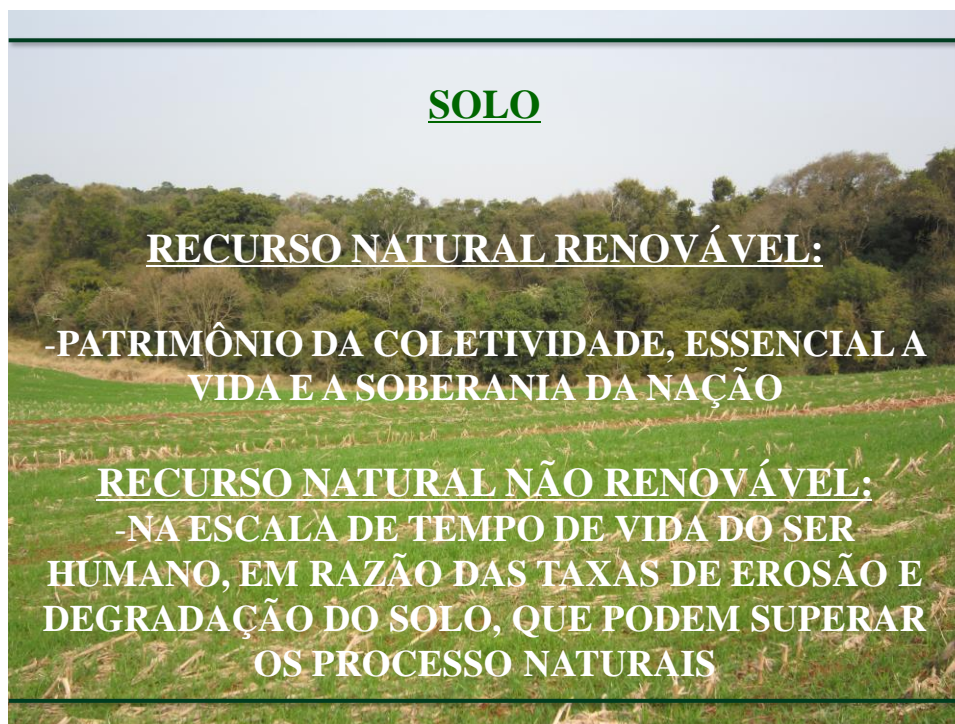 SOLO
RECURSO NATURAL RENOVÁVEL:
-PATRIMÔNIO DA COLETIVIDADE, ESSENCIAL A
VIDA E A SOBERANIA DA NAÇÃO
RECURSO NATURAL NÃO RENOVÁVEL:
-NA ESCALA DE TEMPO DE VIDA DO SER
HUMANO, EM RAZÃO DAS TAXAS DE EROSÃO E
DEGRADAÇÃO DO SOLO, QUE PODEM SUPERAR
OS PROCESSO NATURAIS